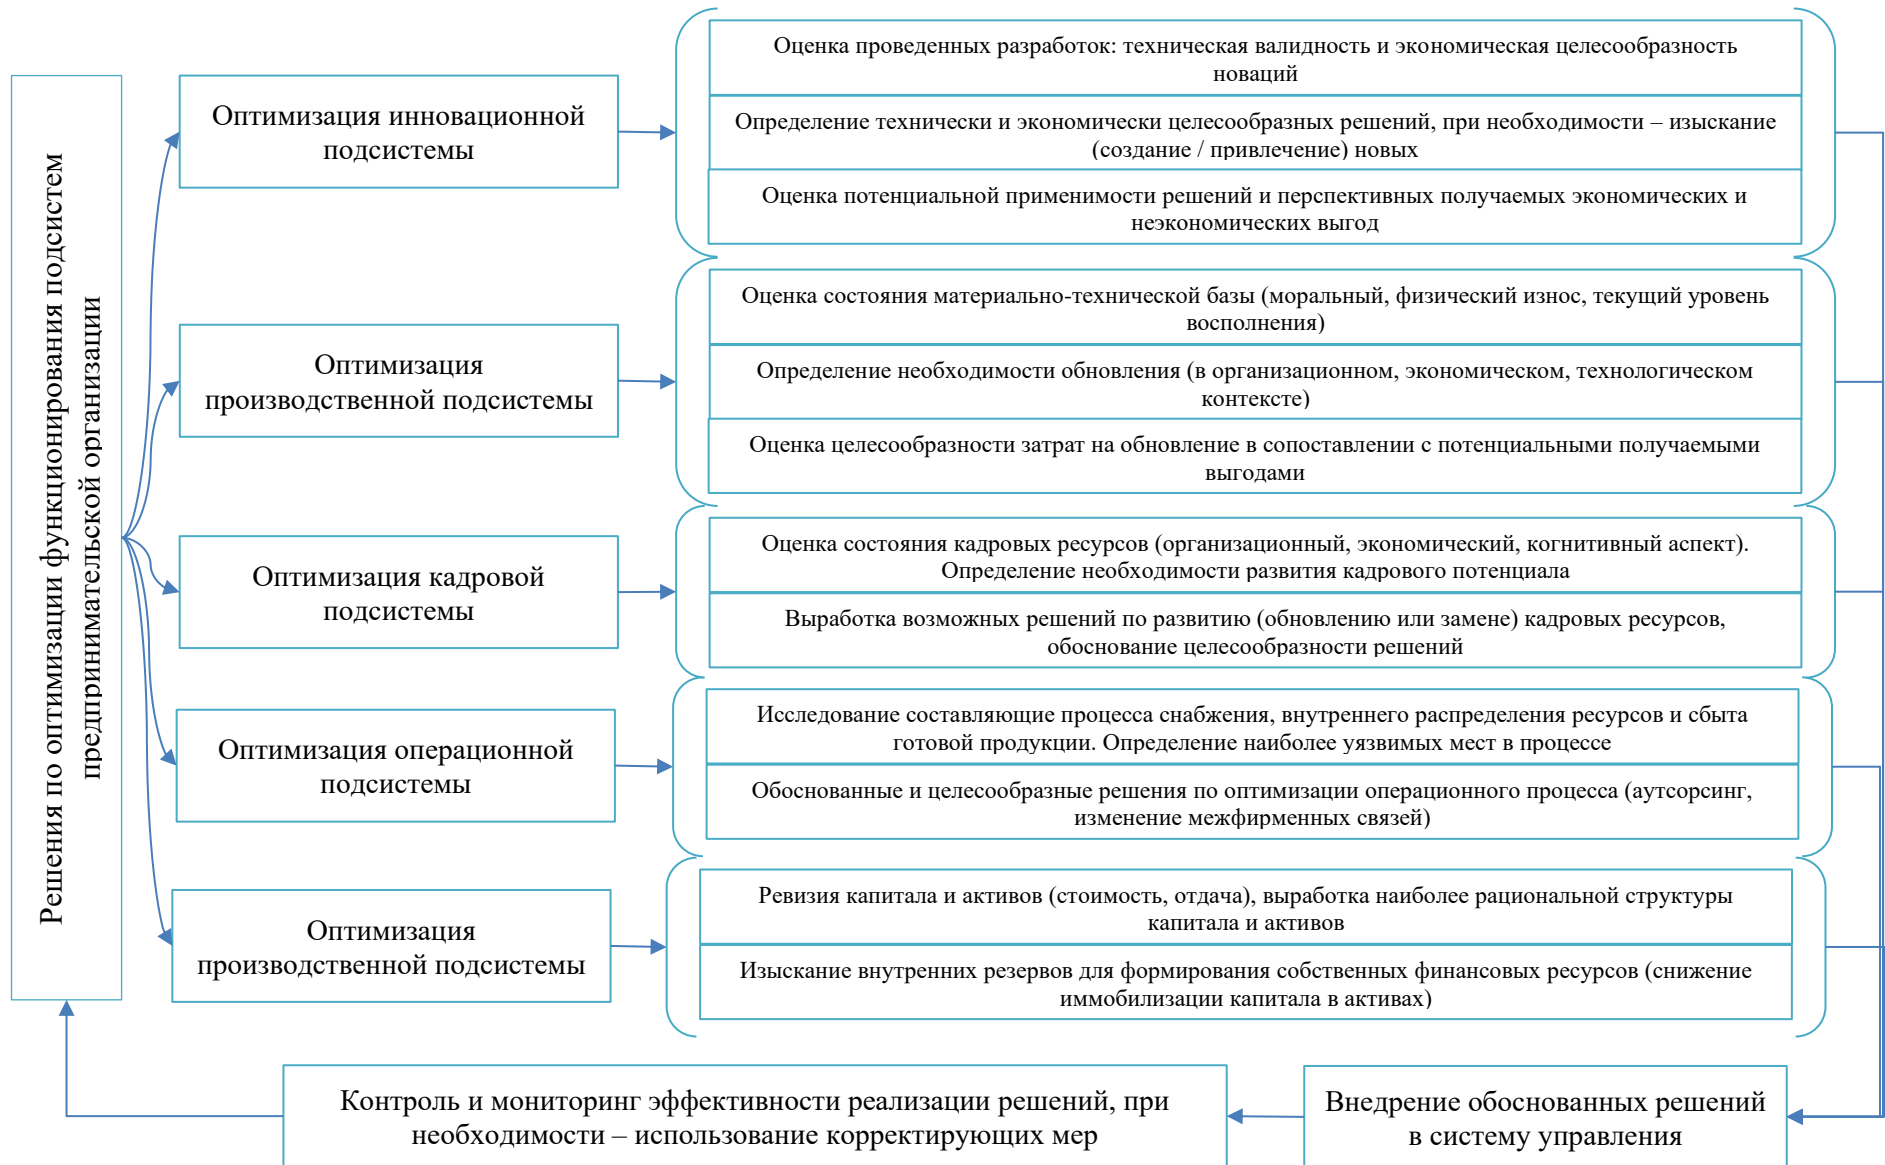 Решения по оптимизации функционирования подсистем
предпринимательской организации
Оптимизация инновационной
подсистемы
Оценка проведенных разработок: техническая валидность и экономическая целесообразность
новаций
Определение технически и экономически целесообразных решений, при необходимости – изыскание
(создание / привлечение) новых
Оценка потенциальной применимости решений и перспективных получаемых экономических и
неэкономических выгод
Оптимизация
производственной подсистемы
Оценка состояния материально-технической базы (моральный, физический износ, текущий уровень
восполнения)
Определение необходимости обновления (в организационном, экономическом, технологическом
контексте)
Оценка целесообразности затрат на обновление в сопоставлении с потенциальными получаемыми
выгодами
Оптимизация кадровой
подсистемы
Оценка состояния кадровых ресурсов (организационный, экономический, когнитивный аспект).
Определение необходимости развития кадрового потенциала
Выработка возможных решений по развитию (обновлению или замене) кадровых ресурсов,
обоснование целесообразности решений
Оптимизация операционной
подсистемы
Исследование составляющие процесса снабжения, внутреннего распределения ресурсов и сбыта
готовой продукции. Определение наиболее уязвимых мест в процессе
Обоснованные и целесообразные решения по оптимизации операционного процесса (аутсорсинг,
изменение межфирменных связей)
Оптимизация
производственной подсистемы
Ревизия капитала и активов (стоимость, отдача), выработка наиболее рациональной структуры
капитала и активов
Изыскание внутренних резервов для формирования собственных финансовых ресурсов (снижение
иммобилизации капитала в активах)
Контроль и мониторинг эффективности реализации решений, при
необходимости – использование корректирующих мер
Внедрение обоснованных решений
в систему управления